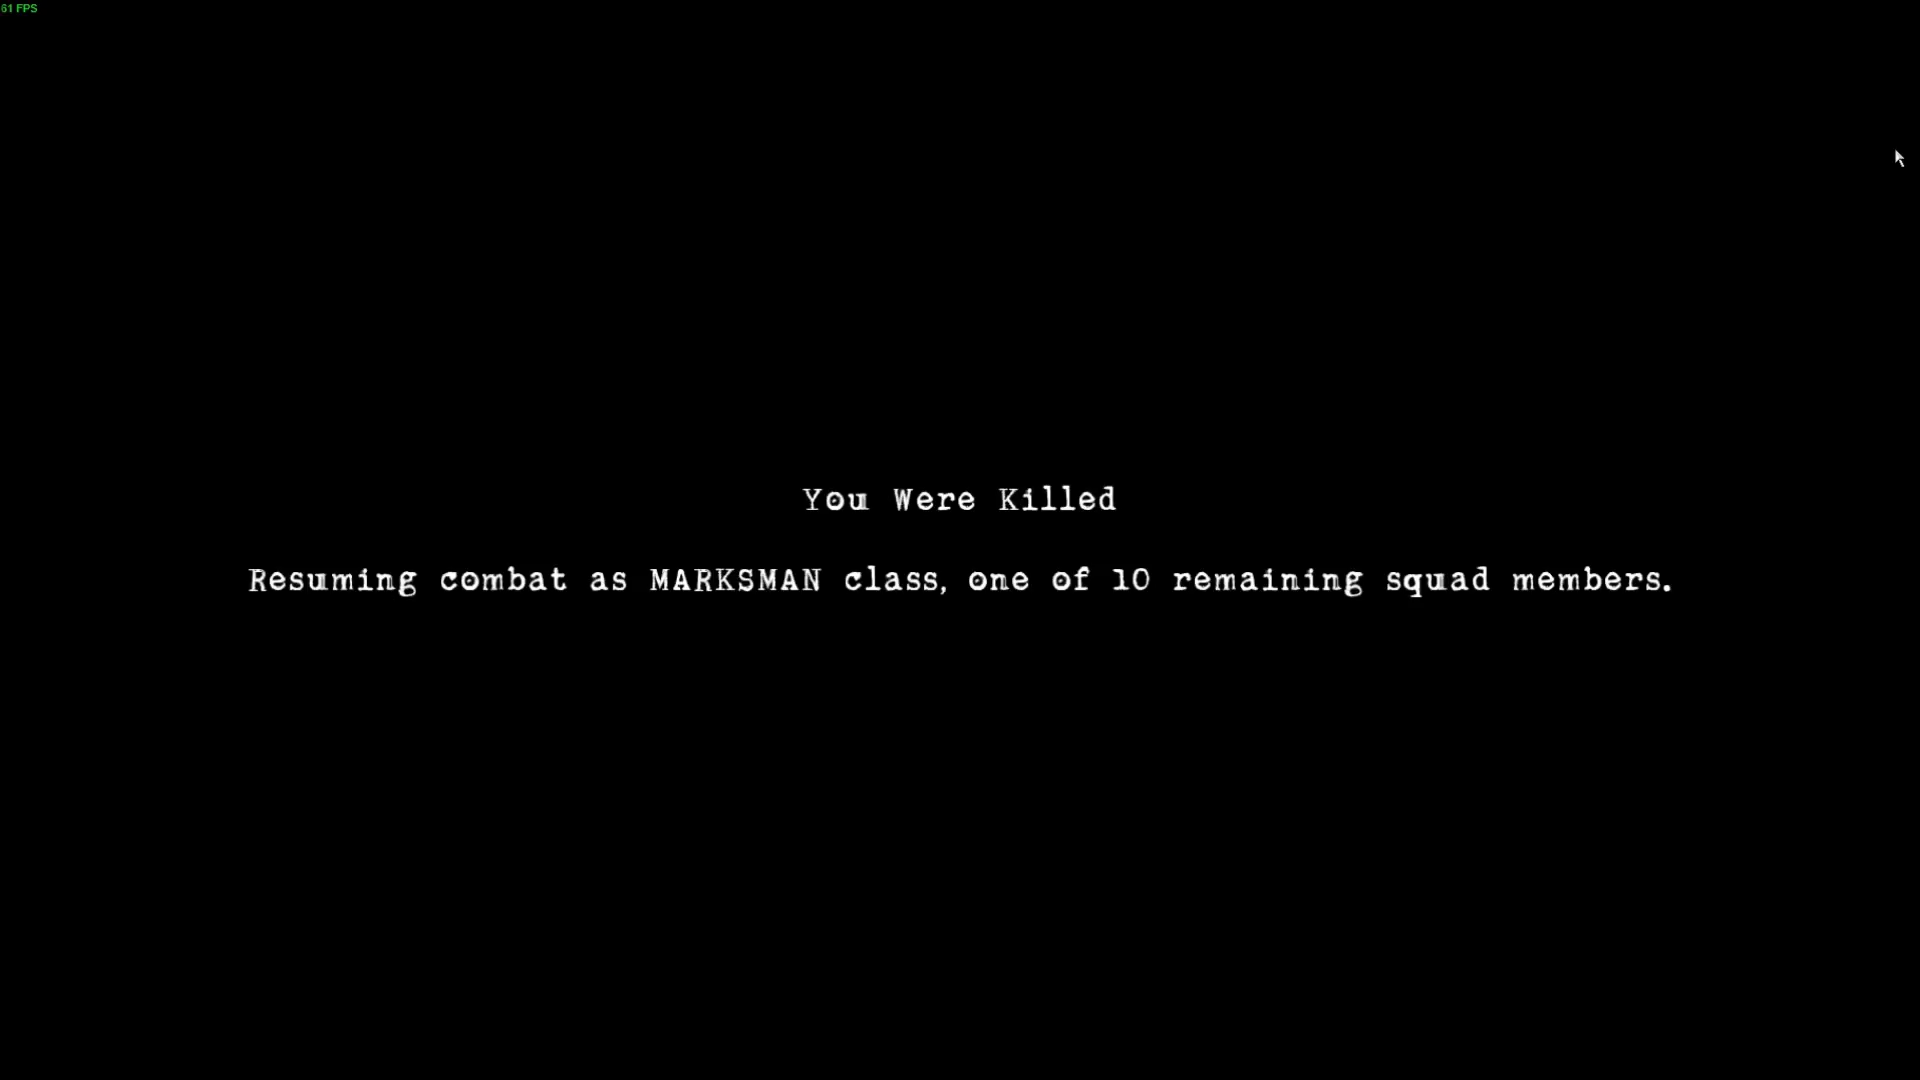 61 FPS
You Were Killed
Resuming combat as MARKSMAN class, one of 10 remaining squad members.